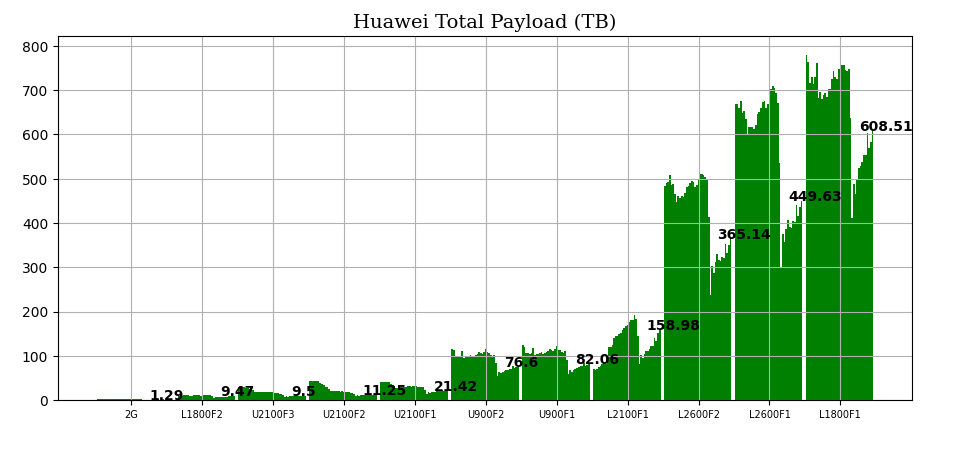 Huawei Total Payload (TB)
800
700
600
500
400
300
200
100
0
608.51
449.63
365.14
158.98
82.06
76.6
21.42
11.25
9.5
9.47
1.29
2G
L1800F2
U2100F3
U2100F2
U2100F1
U900F2
U900F1
L2100F1
L2600F2
L2600F1
L1800F1